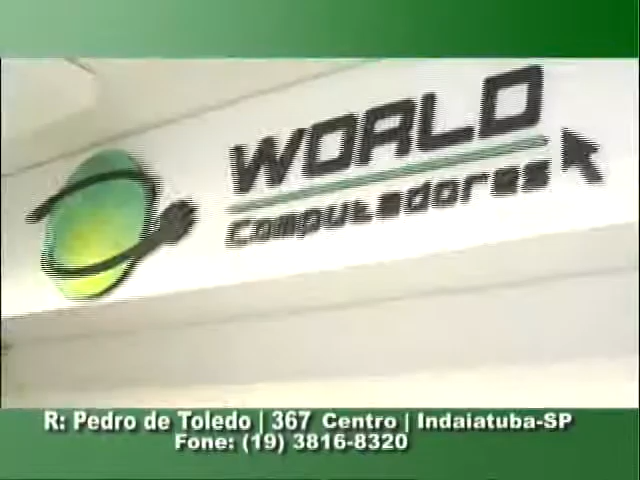 WORLD
Computadores
R: Pedro de Toledo | 367 Centro | Indaiatuba-SP
Fone: (19) 3816-8320